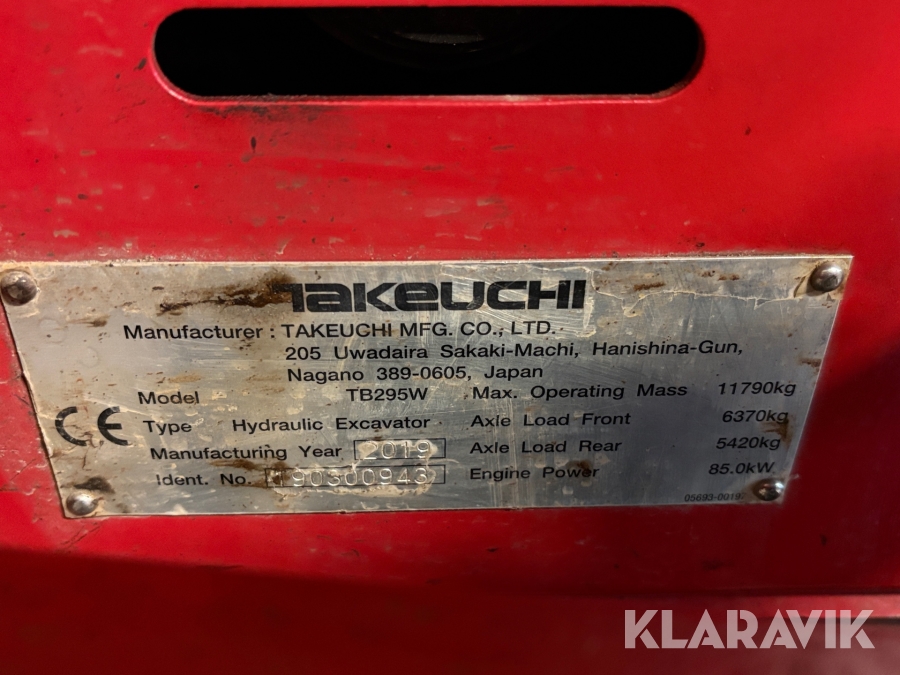 TAKEUCHI
Manufacturer : TAKEUCHI MFG. CO., LTD.
205 Uwadaira Sakaki-Machi, Hanishina-Gun,
Nagano 389-0605, Japan
Model TB295W Max. Operating Mass 11790kg
CE Type Hydraulic Excavator Axle Load Front 6370kg
Manufacturing Year 2019 Axle Load Rear 5420kg
Ident. No. 190300943 Engine Power 85.0kW
KLARAVIK